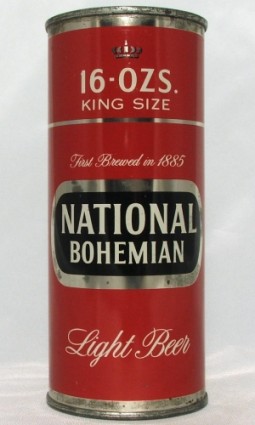 16-OZS.
KING SIZE
First Brewed in 1885
NATIONAL
BOHEMIAN
Light Beer